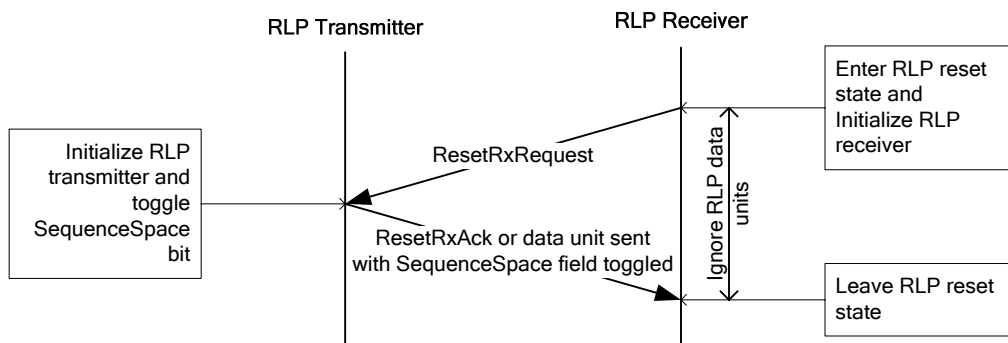 RLP Transmitter
RLP Receiver
Enter RLP reset
state and
Initialize RLP
receiver
Initialize RLP
transmitter and
toggle
SequenceSpace
bit
ResetRxRequest
Ignore RLP data
units
ResetRxAck or data unit sent
with SequenceSpace field toggled
Leave RLP reset
state